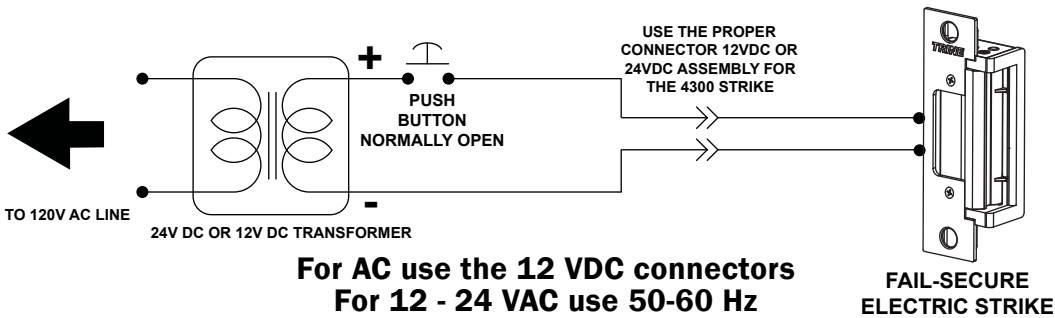 USE THE PROPER
CONNECTOR 12VDC OR
24VDC ASSEMBLY FOR
THE 4300 STRIKE
TRINE
+
PUSH
BUTTON
NORMALLY OPEN
-
TO 120V AC LINE
24V DC OR 12V DC TRANSFORMER
For AC use the 12 VDC connectors
For 12 - 24 VAC use 50-60 Hz
FAIL-SECURE
ELECTRIC STRIKE